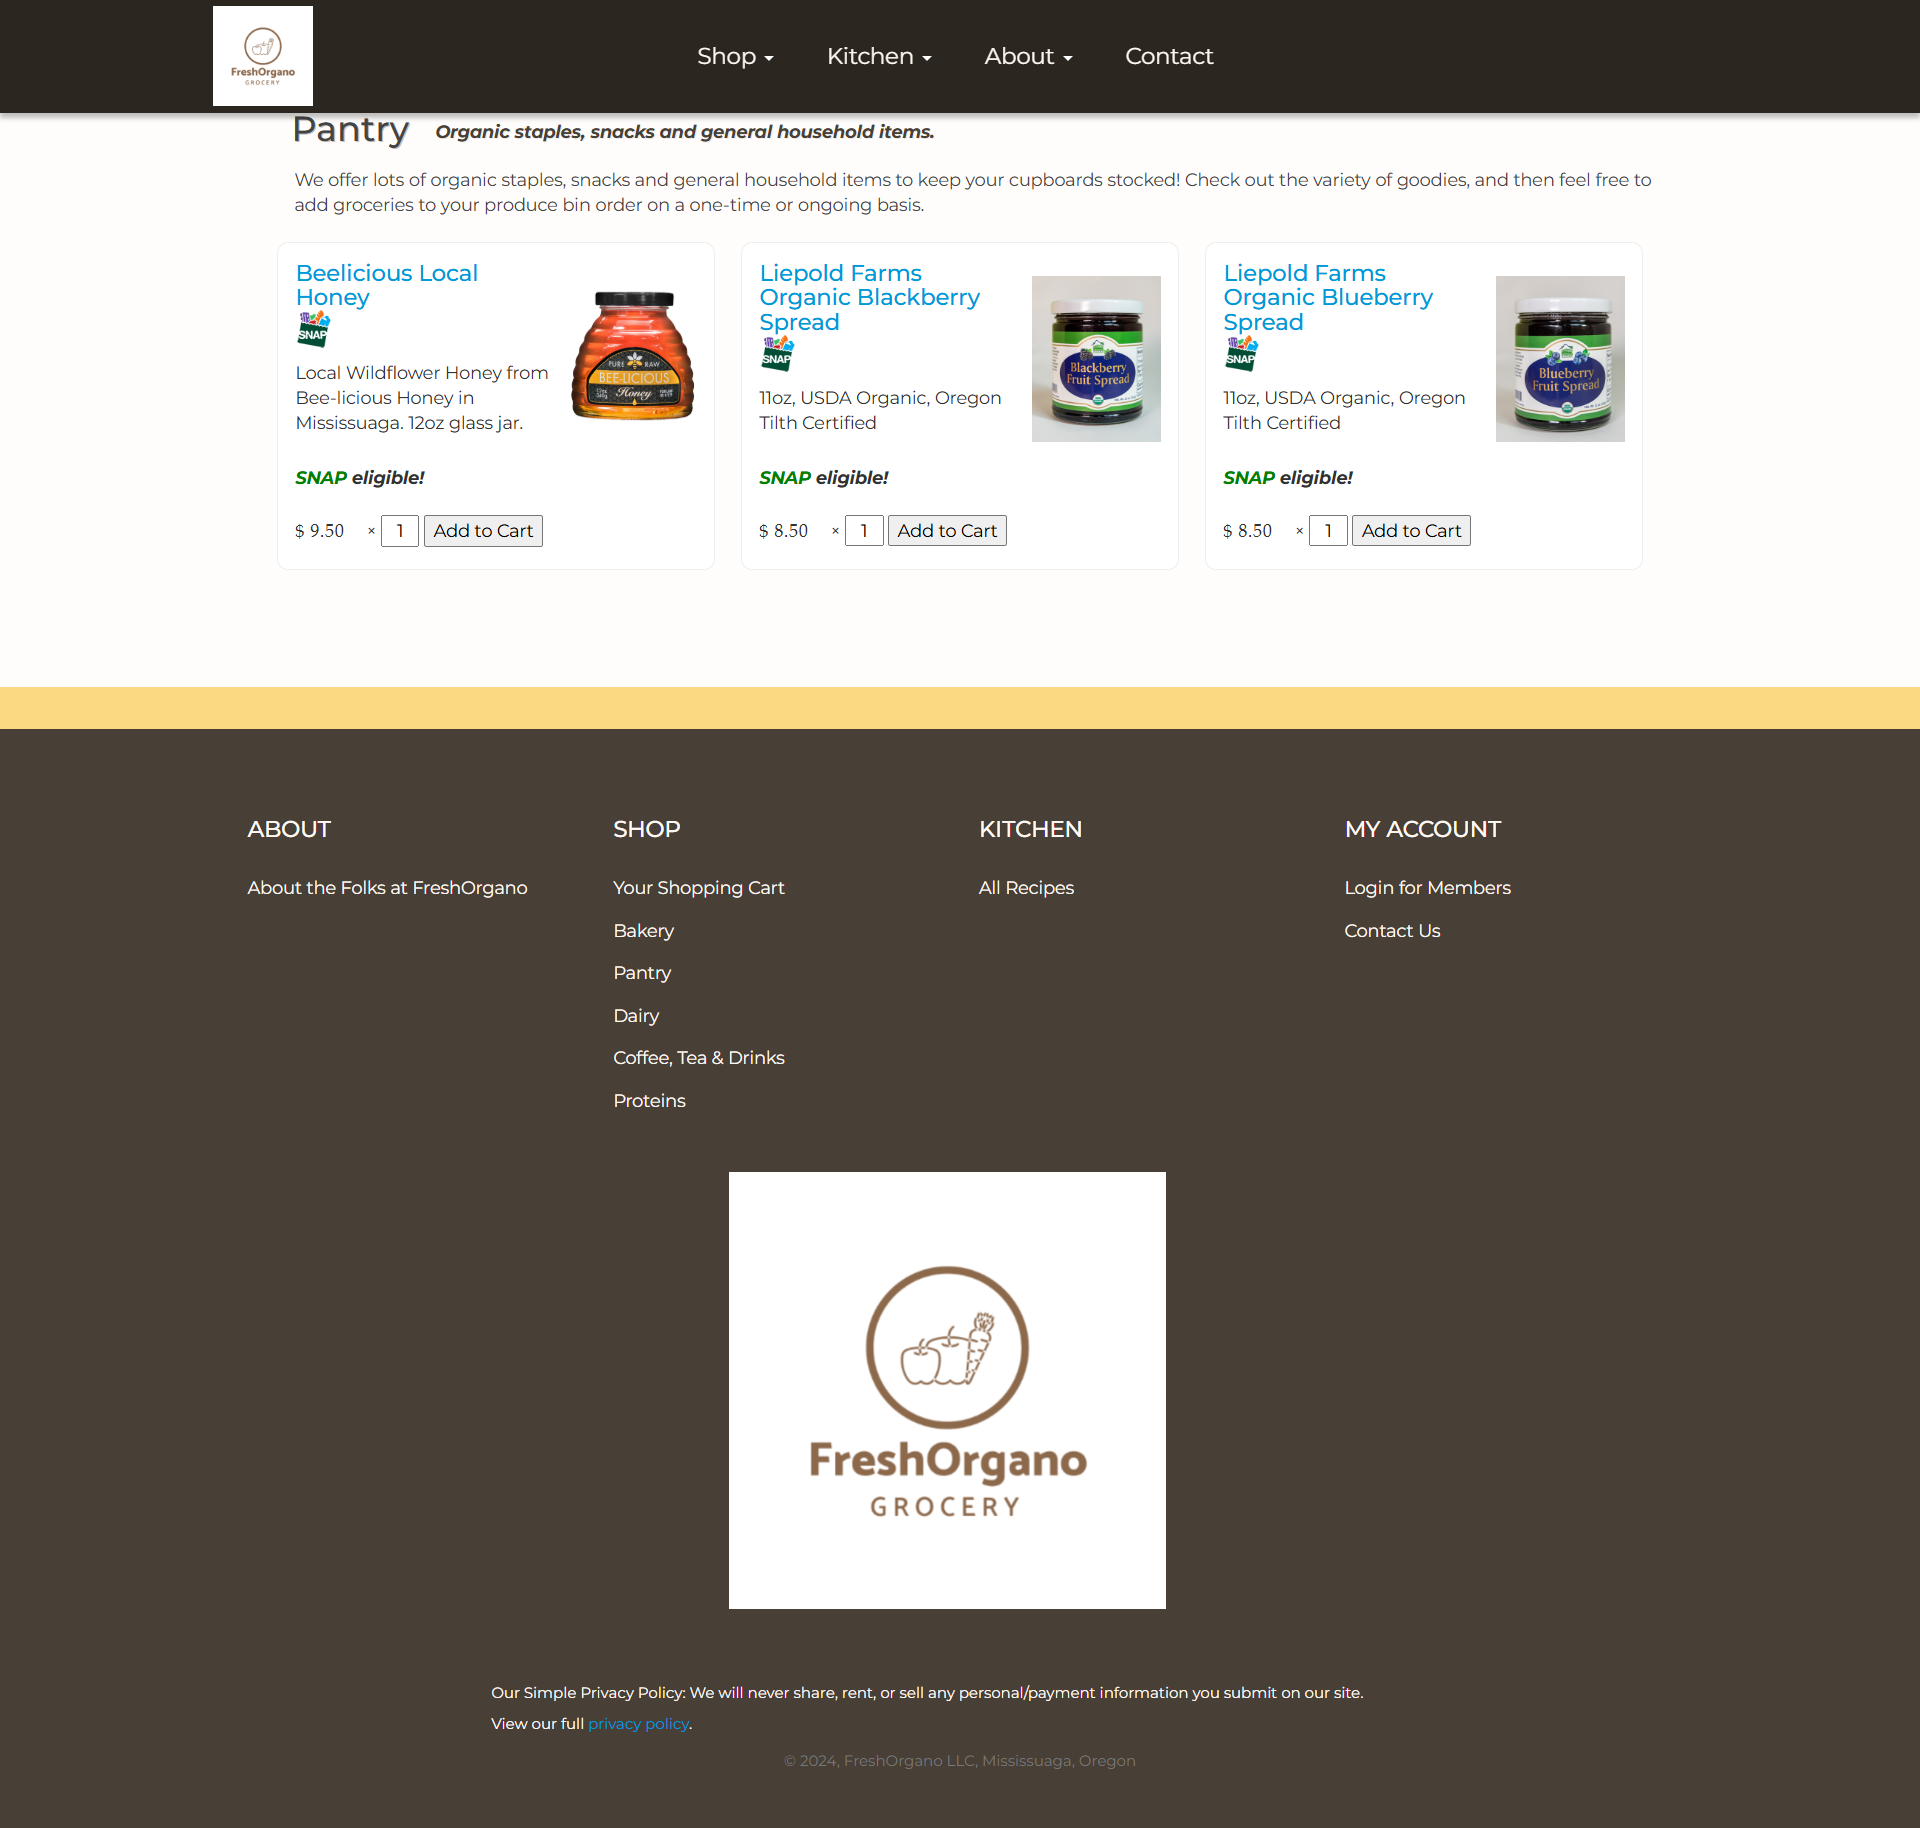 FreshOrgano
GROCERY
Shop
Kitchen
About
Contact
Pantry Organic staples, snacks and general household items.
We offer lots of organic staples, snacks and general household items to keep your cupboards stocked! Check out the variety of goodies, and then feel free to
add groceries to your produce bin order on a one-time or ongoing basis.
Beelicious Local
Honey
SNAP
Local Wildflower Honey from
Bee-licious Honey in
Mississuaga. 12oz glass jar.
PURE RAW
BEE-LICIOUS
Honey
SNAP eligible!
$ 9.50 × 1 Add to Cart
Liepold Farms
Organic Blackberry
Spread
SNAP
11oz, USDA Organic, Oregon
Tilth Certified
Blackberry
Fruit Spread
SNAP eligible!
$ 8.50 × 1 Add to Cart
Liepold Farms
Organic Blueberry
Spread
SNAP
11oz, USDA Organic, Oregon
Tilth Certified
Blueberry
Fruit Spread
SNAP eligible!
$ 8.50 × 1 Add to Cart
ABOUT
About the Folks at FreshOrgano
SHOP
Your Shopping Cart
Bakery
Pantry
Dairy
Coffee, Tea & Drinks
Proteins
KITCHEN
All Recipes
MY ACCOUNT
Login for Members
Contact Us
FreshOrgano
GROCERY
Our Simple Privacy Policy: We will never share, rent, or sell any personal/payment information you submit on our site.
View our full privacy policy.
© 2024, FreshOrgano LLC, Mississuaga, Oregon